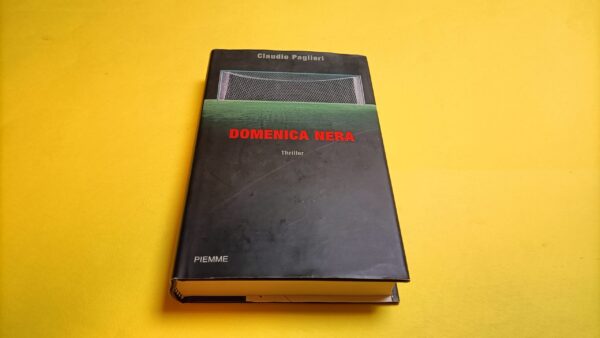 Claudio Paglieri
DOMENICA NERA
Thriller
PIEMME